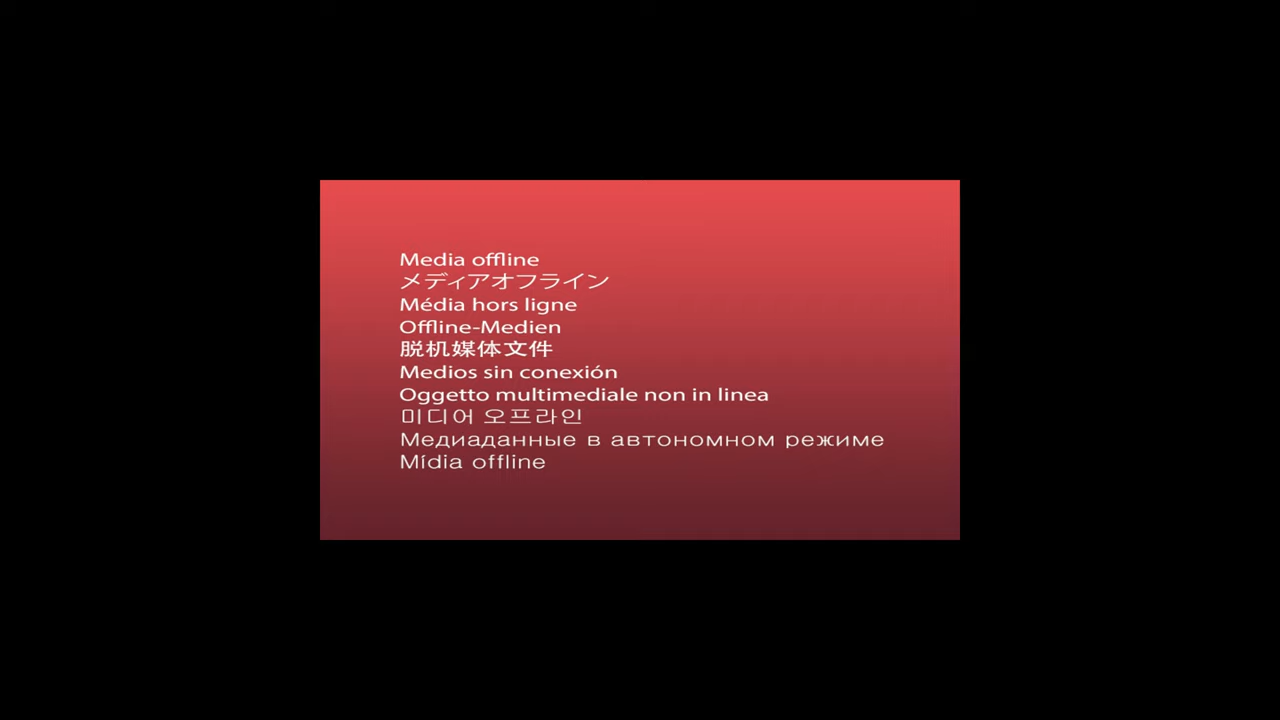 Media offline
メディアオフライン
Média hors ligne
Offline-Medien
脱机媒体文件
Medios sin conexión
Oggetto multimediale non in linea
미디어 오프라인
Медиаданные в автономном режиме
Mídia offline